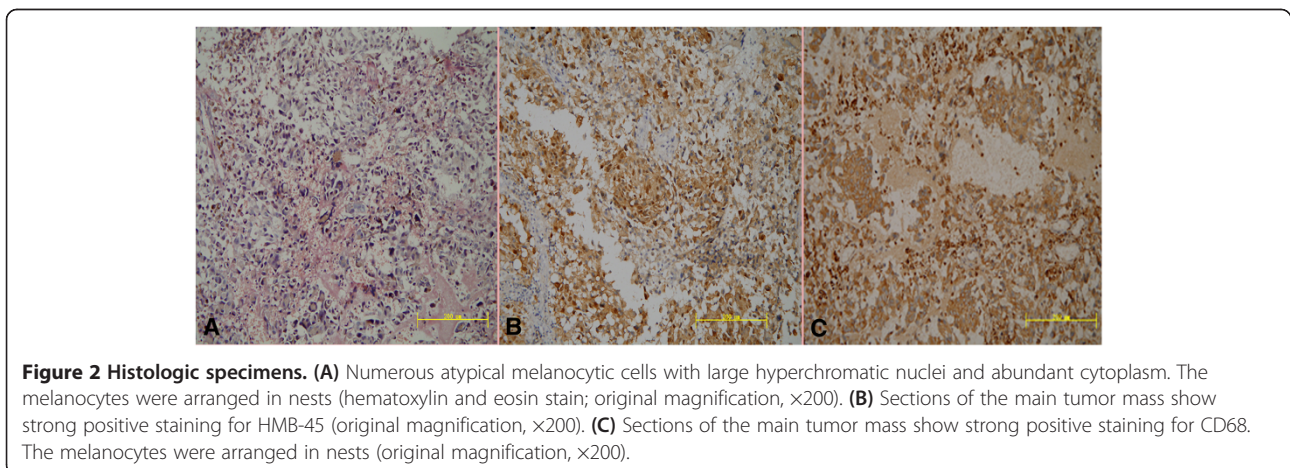 200 μm
A
B
C
Figure 2 Histologic specimens. (A) Numerous atypical melanocytic cells with large hyperchromatic nuclei and abundant cytoplasm. The
melanocytes were arranged in nests (hematoxylin and eosin stain; original magnification, ×200). (B) Sections of the main tumor mass show
strong positive staining for HMB-45 (original magnification, ×200). (C) Sections of the main tumor mass show strong positive staining for CD68.
The melanocytes were arranged in nests (original magnification, ×200).